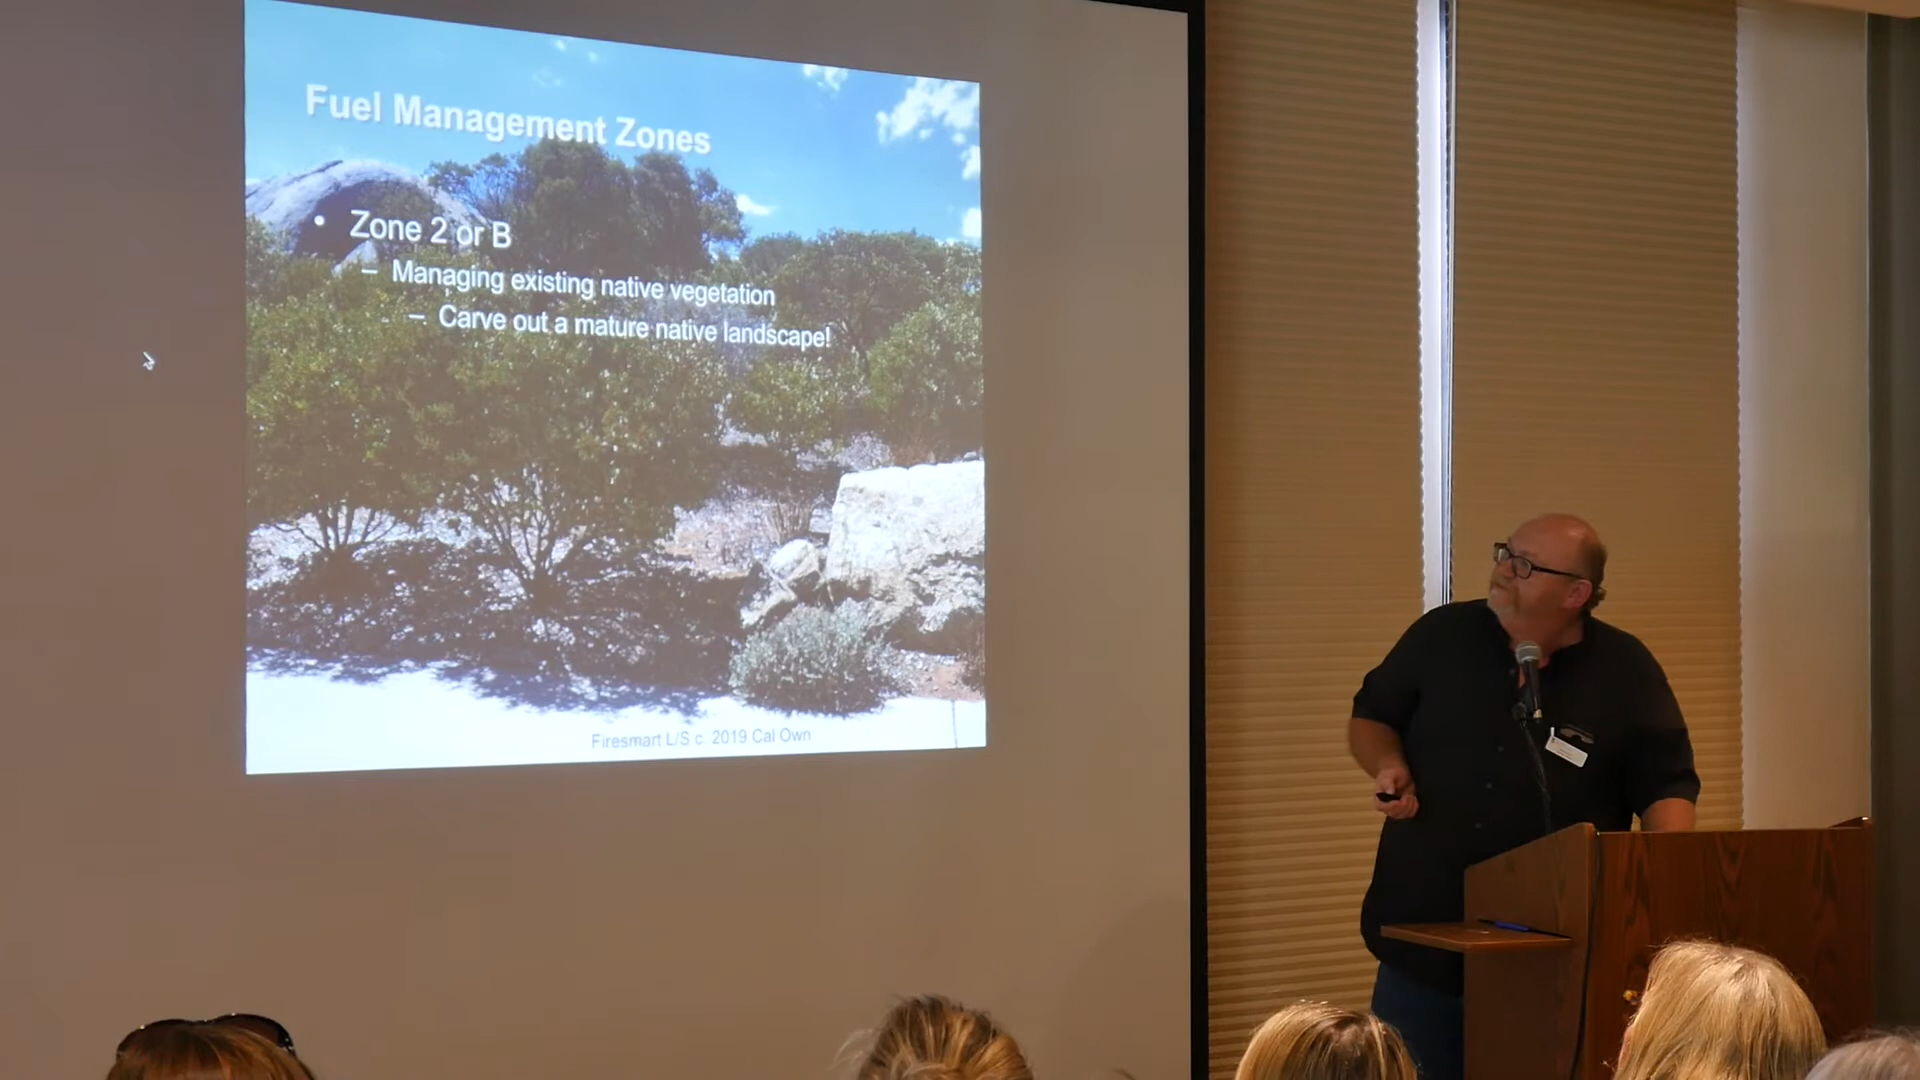 Fuel Management Zones
• Zone 2 or B
– Managing existing native vegetation
– Carve out a mature native landscape!
Firesmart L/S c. 2019 Cal Own